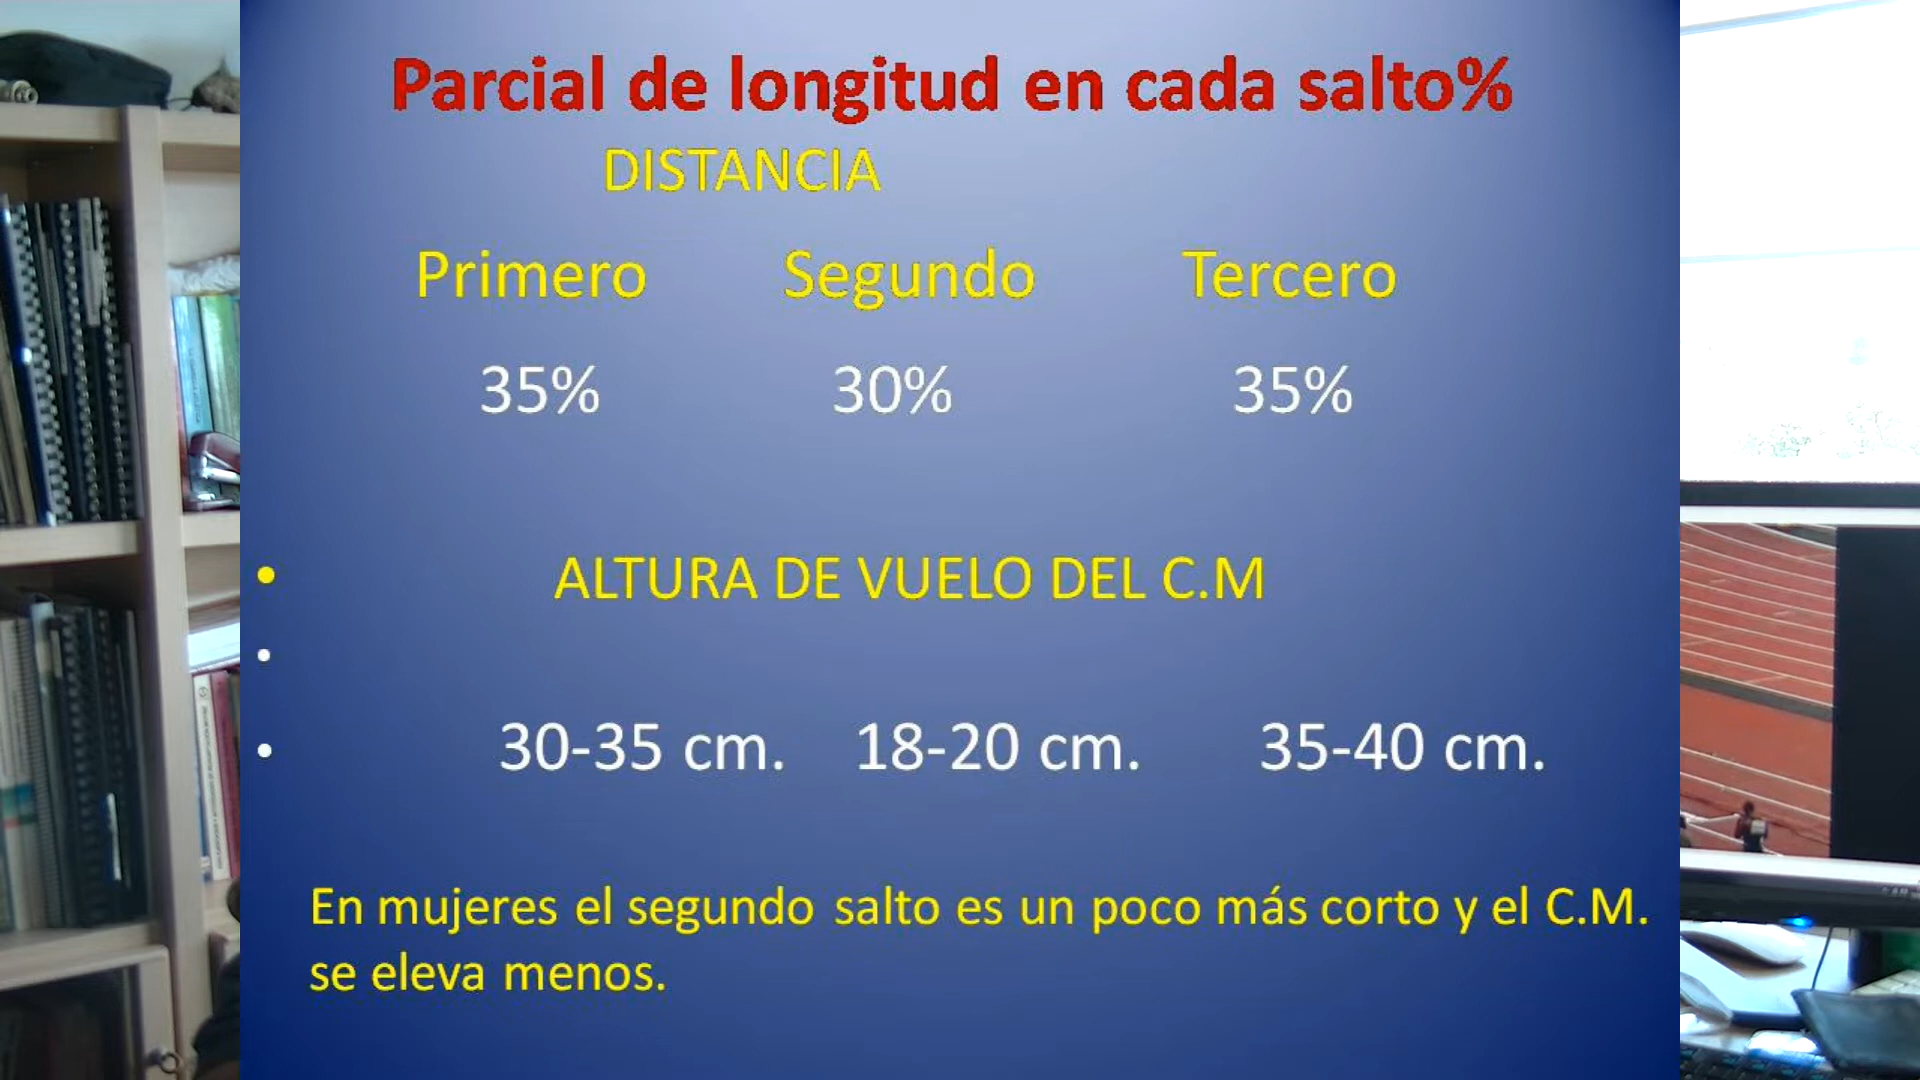 Parcial de longitud en cada salto%
DISTANCIA
Primero Segundo Tercero
35% 30% 35%
• ALTURA DE VUELO DEL C.M
•
• 30-35 cm. 18-20 cm. 35-40 cm.
En mujeres el segundo salto es un poco más corto y el C.M.
se eleva menos.